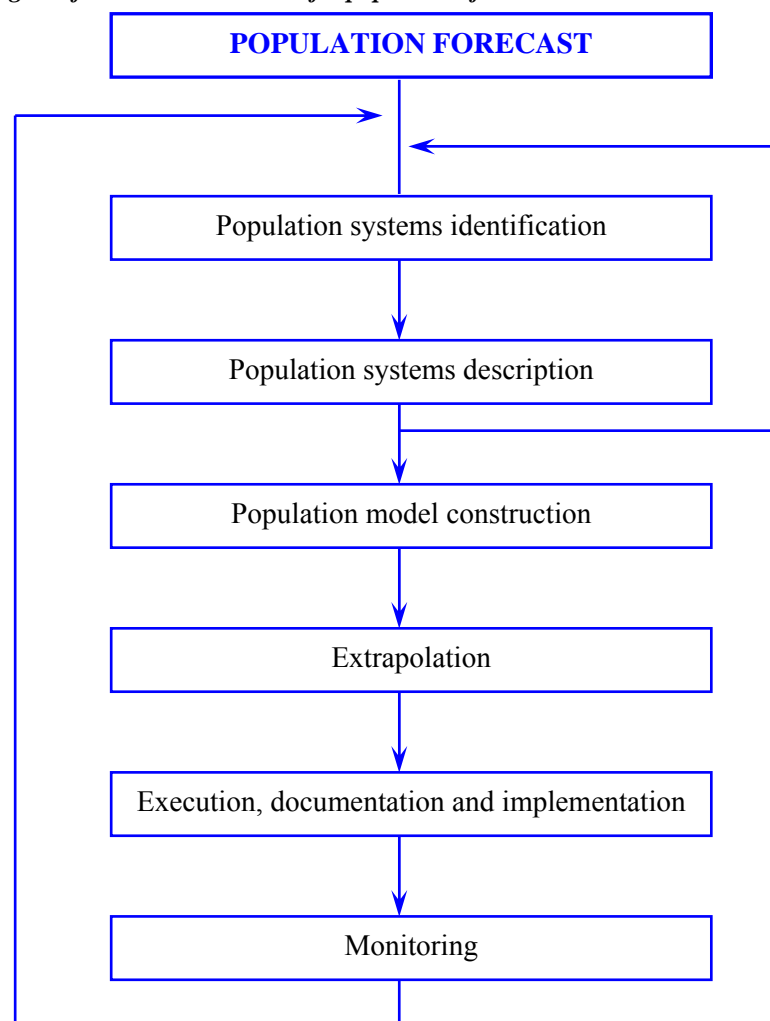 POPULATION FORECAST
Population systems identification
Population systems description
Population model construction
Extrapolation
Execution, documentation and implementation
Monitoring